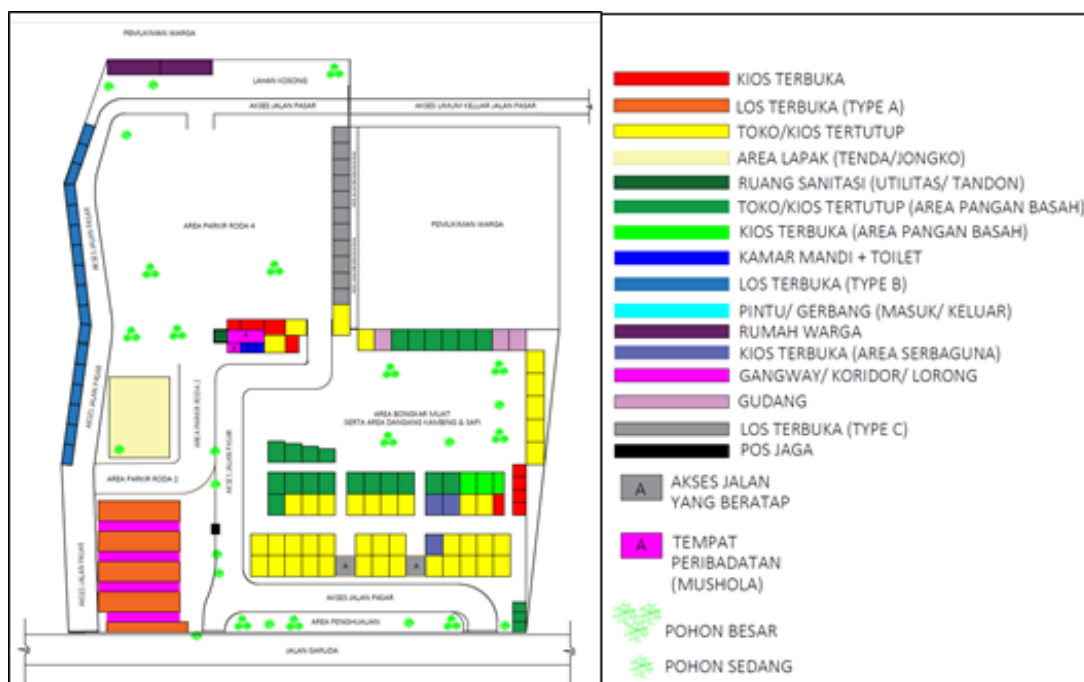 PEMUKIMAN WARGA
LAHAN KOSONG
AKSES JALAN PASAR
AKSES UMUM KELUAR JALAN PASAR
AREA PARKIR RODA 4
PEMUKIMAN WARGA
AKSES JALAN PASAR
A
A
AKSES JALAN PASAR
AREA PARKIR RODA 2
AREA BONGKAR MUAT
SERTA AREA DAGANG KAMBING & SAPI
AKSES JALAN PASAR
AREA PARKIR RODA 2
A
A
AKSES JALAN PASAR
AKSES JALAN PASAR
AREA PENGHIJAUAN
JALAN GARUDA
KIOS TERBUKA
LOS TERBUKA (TYPE A)
TOKO/KIOS TERTUTUP
AREA LAPAK (TENDA/JONGKO)
RUANG SANITASI (UTILITAS/ TANDON)
TOKO/KIOS TERTUTUP (AREA PANGAN BASAH)
KIOS TERBUKA (AREA PANGAN BASAH)
KAMAR MANDI + TOILET
LOS TERBUKA (TYPE B)
PINTU/ GERBANG (MASUK/ KELUAR)
RUMAH WARGA
KIOS TERBUKA (AREA SERBAGUNA)
GANGWAY/ KORIDOR/ LORONG
GUDANG
LOS TERBUKA (TYPE C)
POS JAGA
A
AKSES JALAN
YANG BERATAP
A
TEMPAT
PERIBADATAN
(MUSHOLA)
POHON BESAR
POHON SEDANG